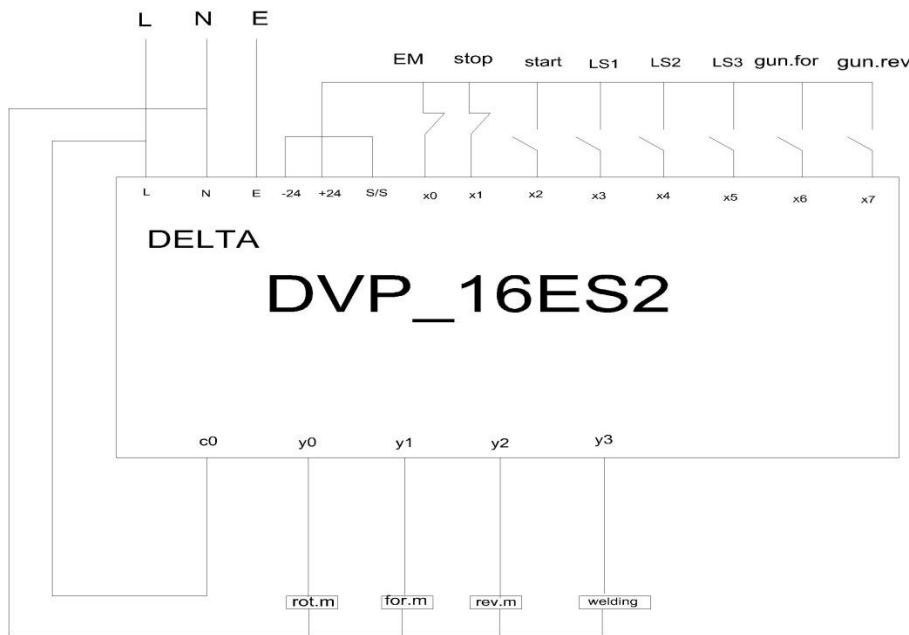 L N E
EM stop start LS1 LS2 LS3 gun.for gun.rev
L N E -24 +24 S/S x0 x1 x2 x3 x4 x5 x6 x7
DELTA
DVP_16ES2
c0 y0 y1 y2 y3
rot.m for.m rev.m welding